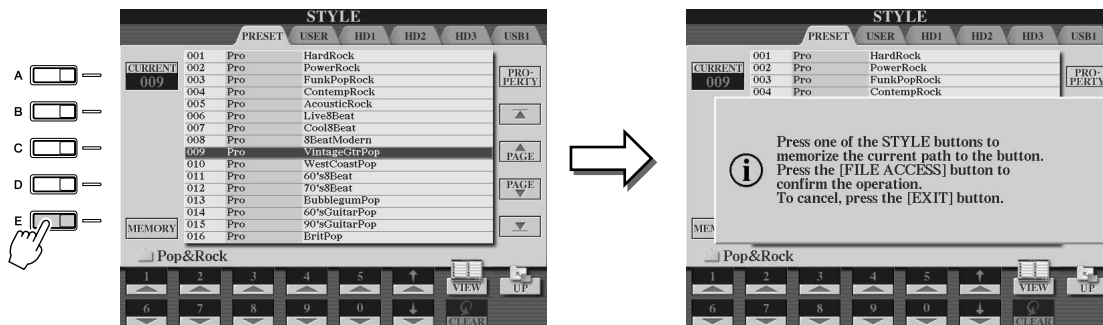 STYLE
PRESET USER HD1 HD2 HD3 USB1
CURRENT
009
001 Pro HardRock
002 Pro PowerRock
003 Pro FunkPopRock
004 Pro ContempRock
005 Pro AcousticRock
006 Pro Live8Beat
007 Pro Cool8Beat
008 Pro 8BeatModern
009 Pro VintageGtrPop
010 Pro WestCoastPop
011 Pro 60's8Beat
012 Pro 70's8Beat
013 Pro BubblegumPop
014 Pro 60'sGuitarPop
015 Pro 90'sGuitarPop
016 Pro BritPop
PRO-
PERTY
PAGE
PAGE
MEMORY
Pop&Rock
1 2 3 4 5 VIEW UP
6 7 8 9 0 CLEAR
A
B
C
D
E
STYLE
PRESET USER HD1 HD2 HD3 USB1
CURRENT
009
001 Pro HardRock
002 Pro PowerRock
003 Pro FunkPopRock
004 Pro ContempRock
PRO-
PERTY
Press one of the STYLE buttons to
memorize the current path to the button.
Press the [FILE ACCESS] button to
confirm the operation.
To cancel, press the [EXIT] button.
MEM
Pop&Rock
1 2 3 4 5 VIEW UP
6 7 8 9 0 CLEAR